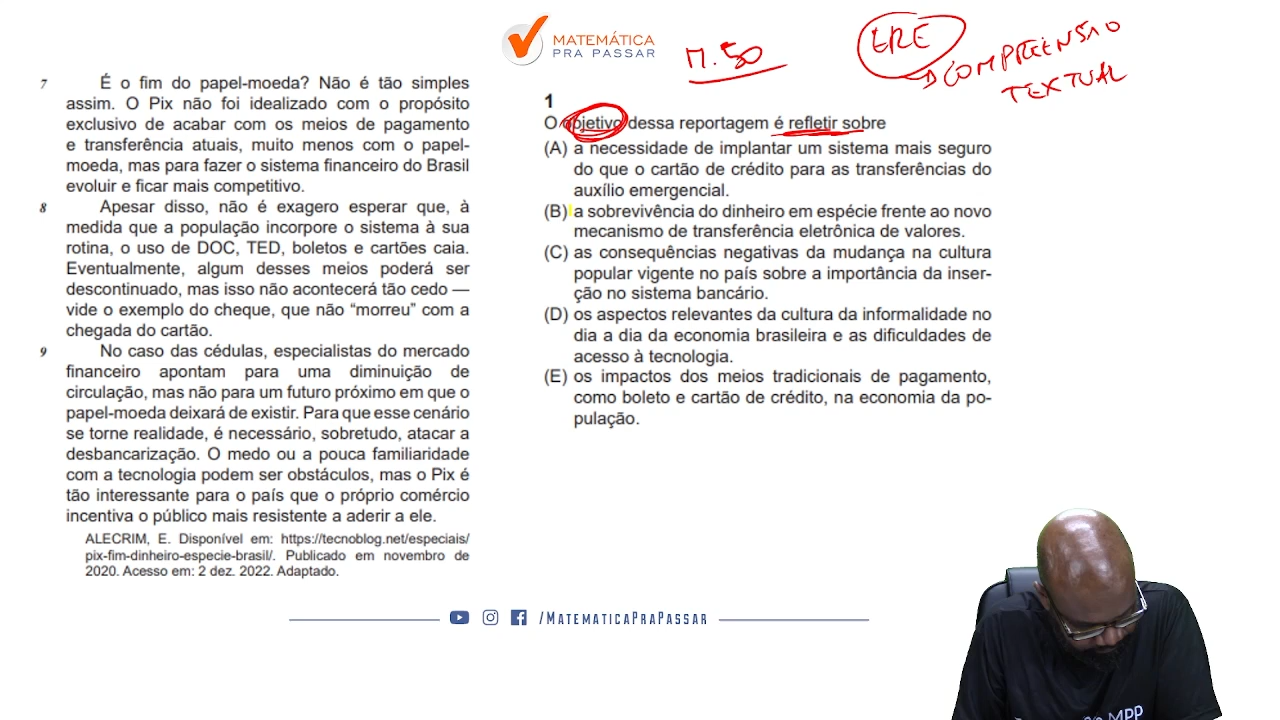 MATEMÁTICA
PRA PASSAR
M. 50
ERE
COMPREENSÃO
TEXTUAL
7 É o fim do papel-moeda? Não é tão simples
assim. O Pix não foi idealizado com o propósito
exclusivo de acabar com os meios de pagamento
e transferência atuais, muito menos com o papel-
moeda, mas para fazer o sistema financeiro do Brasil
evoluir e ficar mais competitivo.
8 Apesar disso, não é exagero esperar que, à
medida que a população incorpore o sistema à sua
rotina, o uso de DOC, TED, boletos e cartões caia.
Eventualmente, algum desses meios poderá ser
descontinuado, mas isso não acontecerá tão cedo —
vide o exemplo do cheque, que não “morreu” com a
chegada do cartão.
9 No caso das cédulas, especialistas do mercado
financeiro apontam para uma diminuição de
circulação, mas não para um futuro próximo em que o
papel-moeda deixará de existir. Para que esse cenário
se torne realidade, é necessário, sobretudo, atacar a
desbancarização. O medo ou a pouca familiaridade
com a tecnologia podem ser obstáculos, mas o Pix é
tão interessante para o país que o próprio comércio
incentiva o público mais resistente a aderir a ele.
ALECRIM, E. Disponível em: https://tecnoblog.net/especiais/
pix-fim-dinheiro-especie-brasil/. Publicado em novembro de
2020. Acesso em: 2 dez. 2022. Adaptado.
1
O objetivo dessa reportagem é refletir sobre
(A) a necessidade de implantar um sistema mais seguro
do que o cartão de crédito para as transferências do
auxílio emergencial.
(B) a sobrevivência do dinheiro em espécie frente ao novo
mecanismo de transferência eletrônica de valores.
(C) as consequências negativas da mudança na cultura
popular vigente no país sobre a importância da inser-
ção no sistema bancário.
(D) os aspectos relevantes da cultura da informalidade no
dia a dia da economia brasileira e as dificuldades de
acesso à tecnologia.
(E) os impactos dos meios tradicionais de pagamento,
como boleto e cartão de crédito, na economia da po-
pulação.
/MATEMATICAPRAPASSAR
MPP